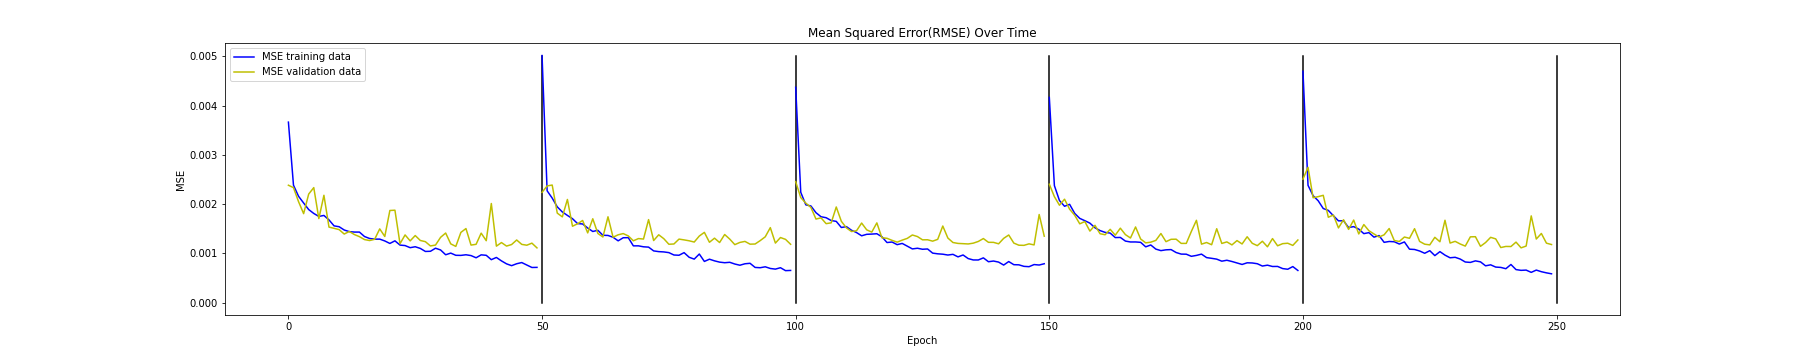 Mean Squared Error(RMSE) Over Time
MSE training data
MSE validation data
MSE
0.005
0.004
0.003
0.002
0.001
0.000
0 50 100 150 200 250
Epoch